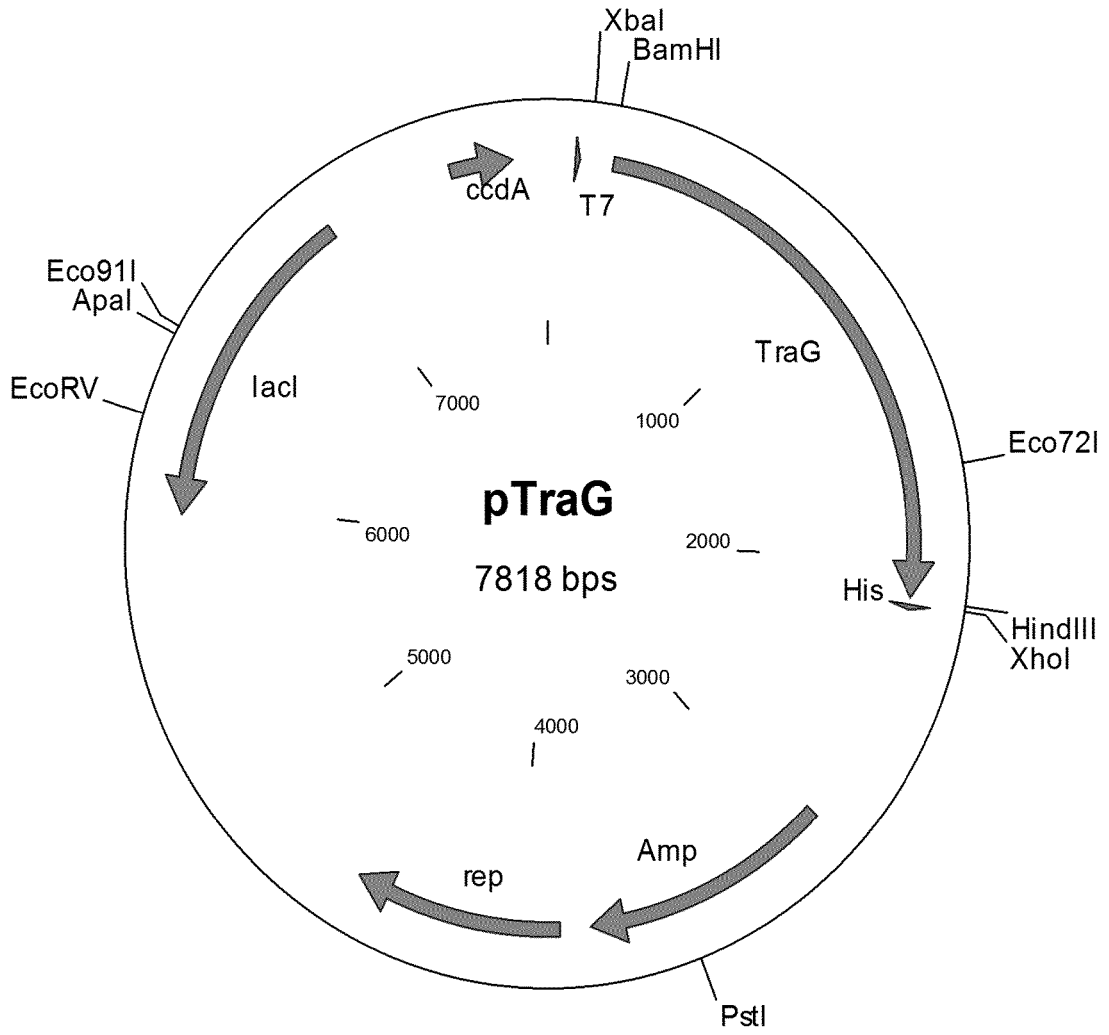 XbaI
BamHI
ccdA
T7
Eco91I
ApaI
TraG
EcoRV
lacI
7000
1000
Eco72I
pTraG
6000
2000
7818 bps
His
HindIII
XhoI
5000
3000
4000
Amp
rep
PstI